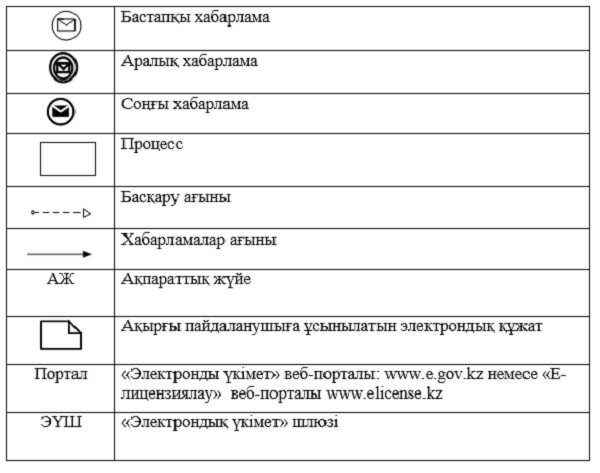 Бастапқы хабарлама
Аралық хабарлама
Соңғы хабарлама
Процесс
Басқару ағыны
Хабарламалар ағыны
АЖ Ақпараттық жүйе
Ақырғы пайдаланушыға ұсынылатын электрондық құжат
Портал «Электронды үкімет» веб-порталы: www.e.gov.kz немесе «Е-
лицензиялау» веб-порталы www.elicense.kz
ЭҮШ «Электрондық үкімет» шлюзі